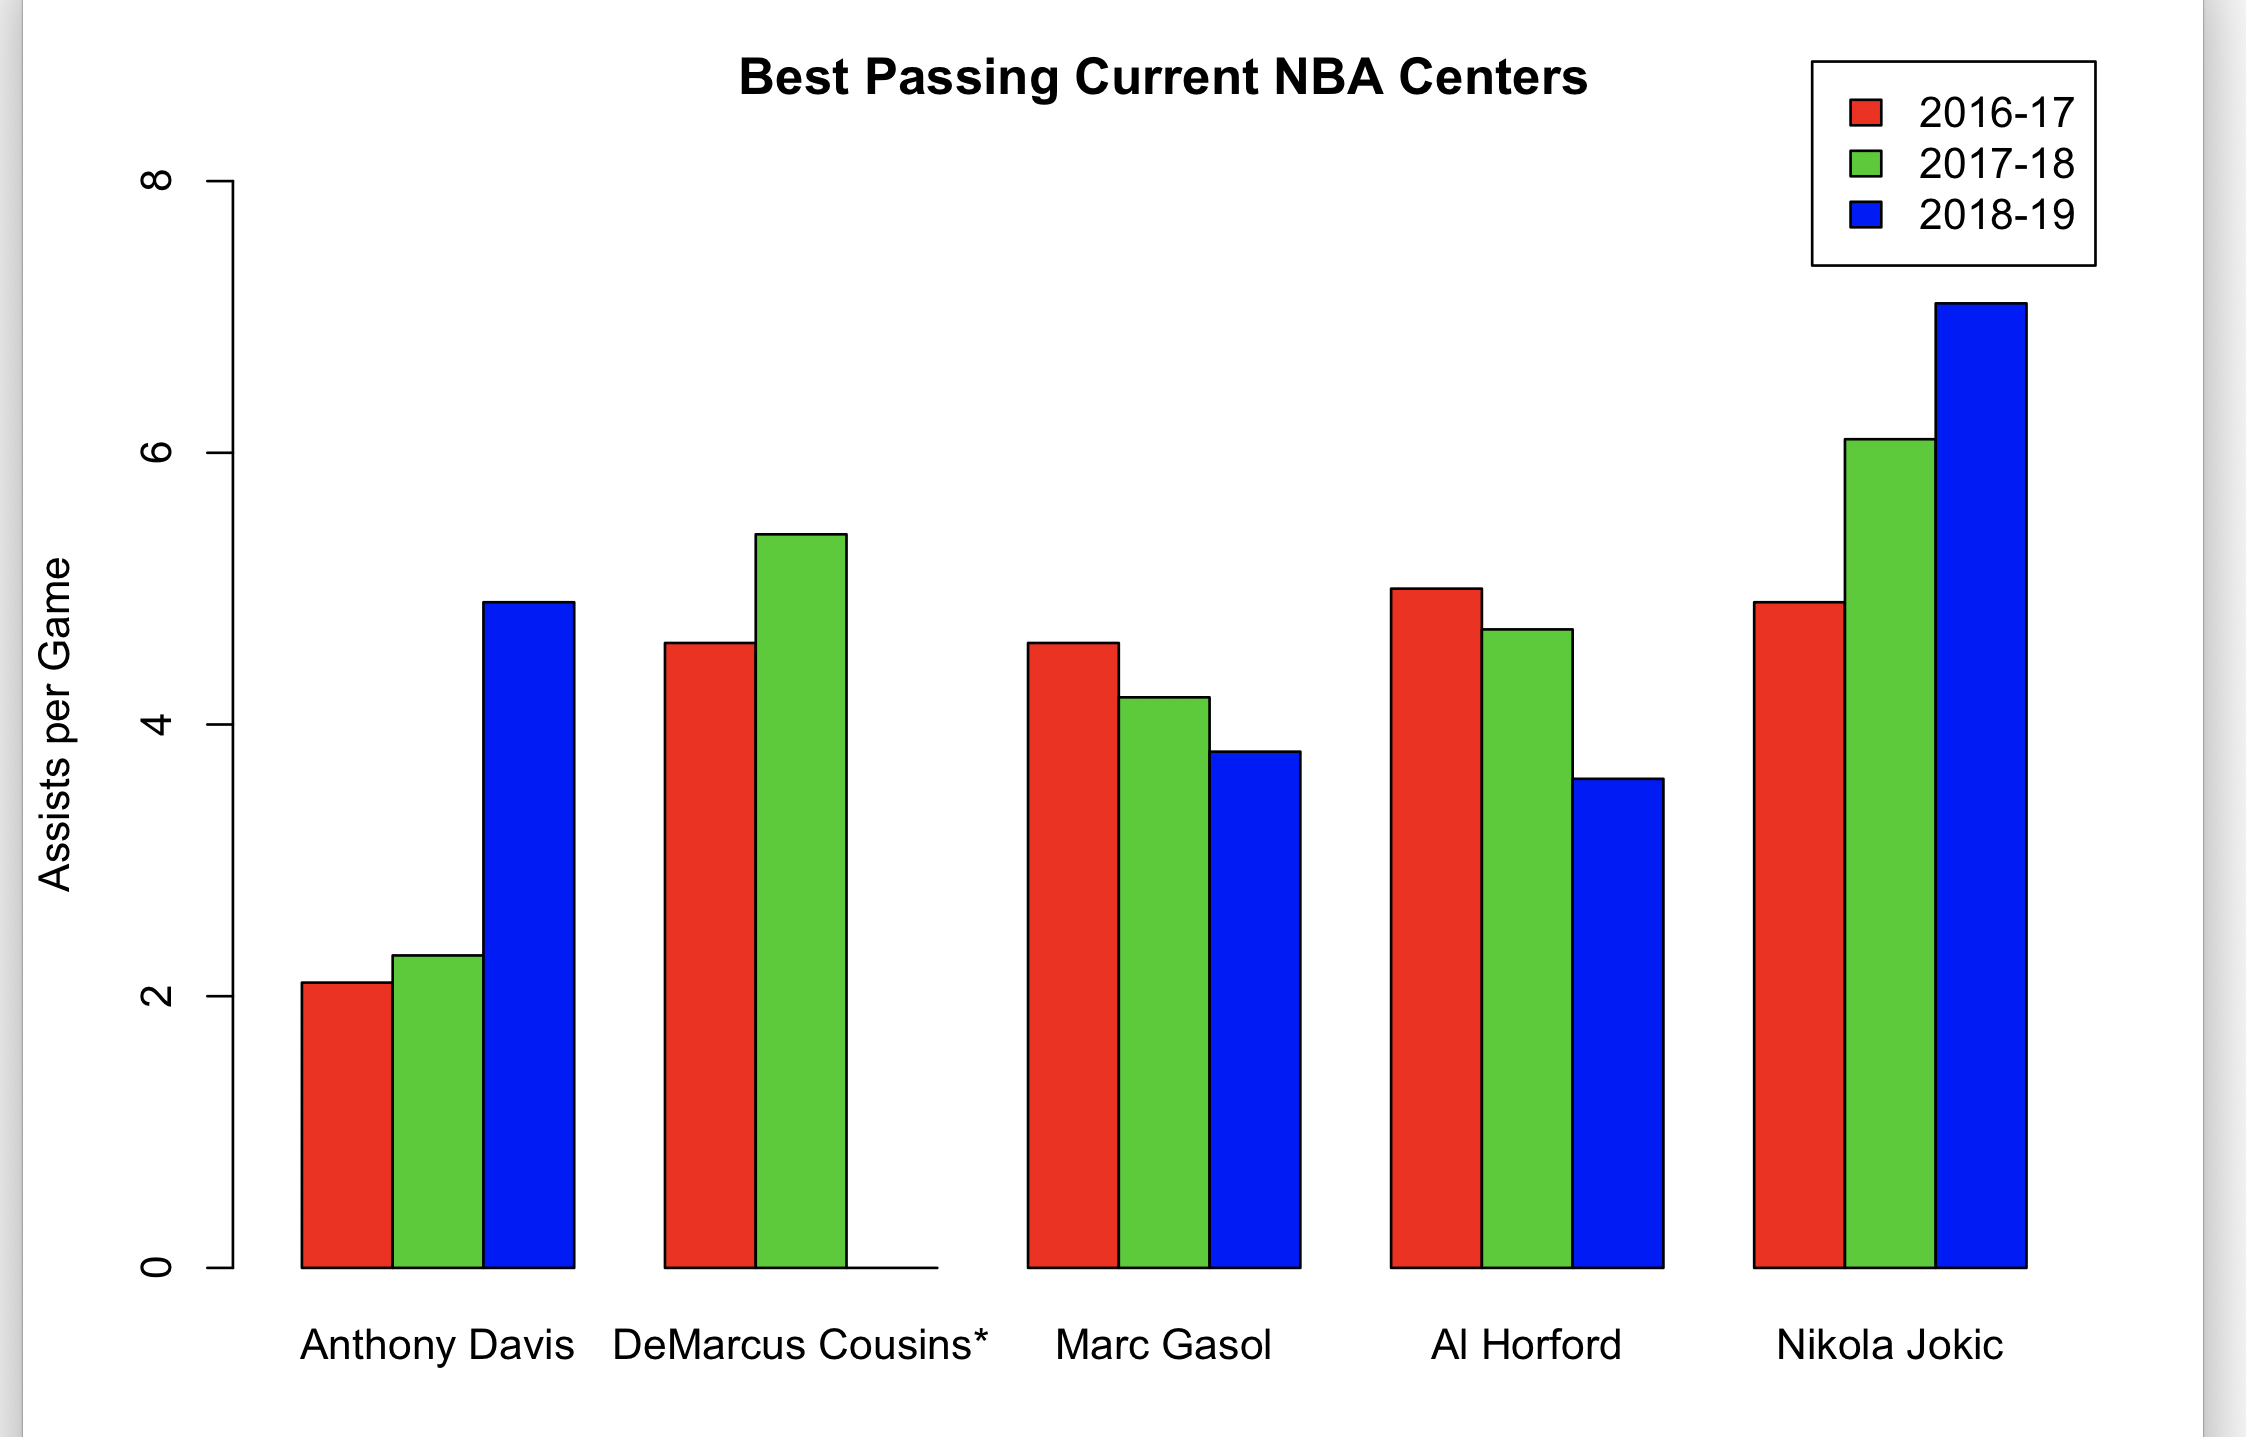 Best Passing Current NBA Centers
2016-17
2017-18
2018-19
Assists per Game
8
6
4
2
0
Anthony Davis
DeMarcus Cousins*
Marc Gasol
Al Horford
Nikola Jokic